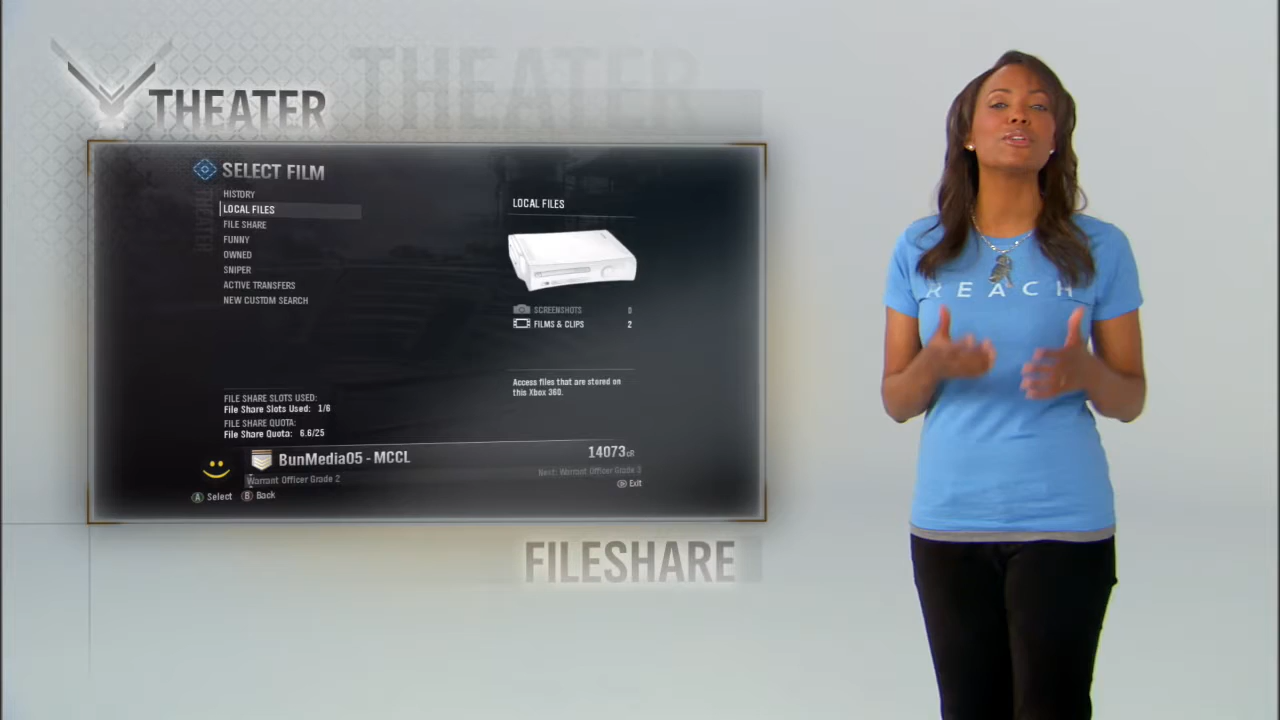 THEATER
THEATER
SELECT FILM
HISTORY
LOCAL FILES
FILE SHARE
FUNNY
OWNED
SNIPER
ACTIVE TRANSFERS
NEW CUSTOM SEARCH
THEATER
LOCAL FILES
SCREENSHOTS 0
FILMS & CLIPS 2
Access files that are stored on
this Xbox 360.
FILE SHARE SLOTS USED:
File Share Slots Used: 1/6
FILE SHARE QUOTA:
File Share Quota: 6.6/25
BunMedia05 - MCCL
14073 cR
Warrant Officer Grade 2
Next: Warrant Officer Grade 3
A Select B Back
Exit
FILESHARE
REACH